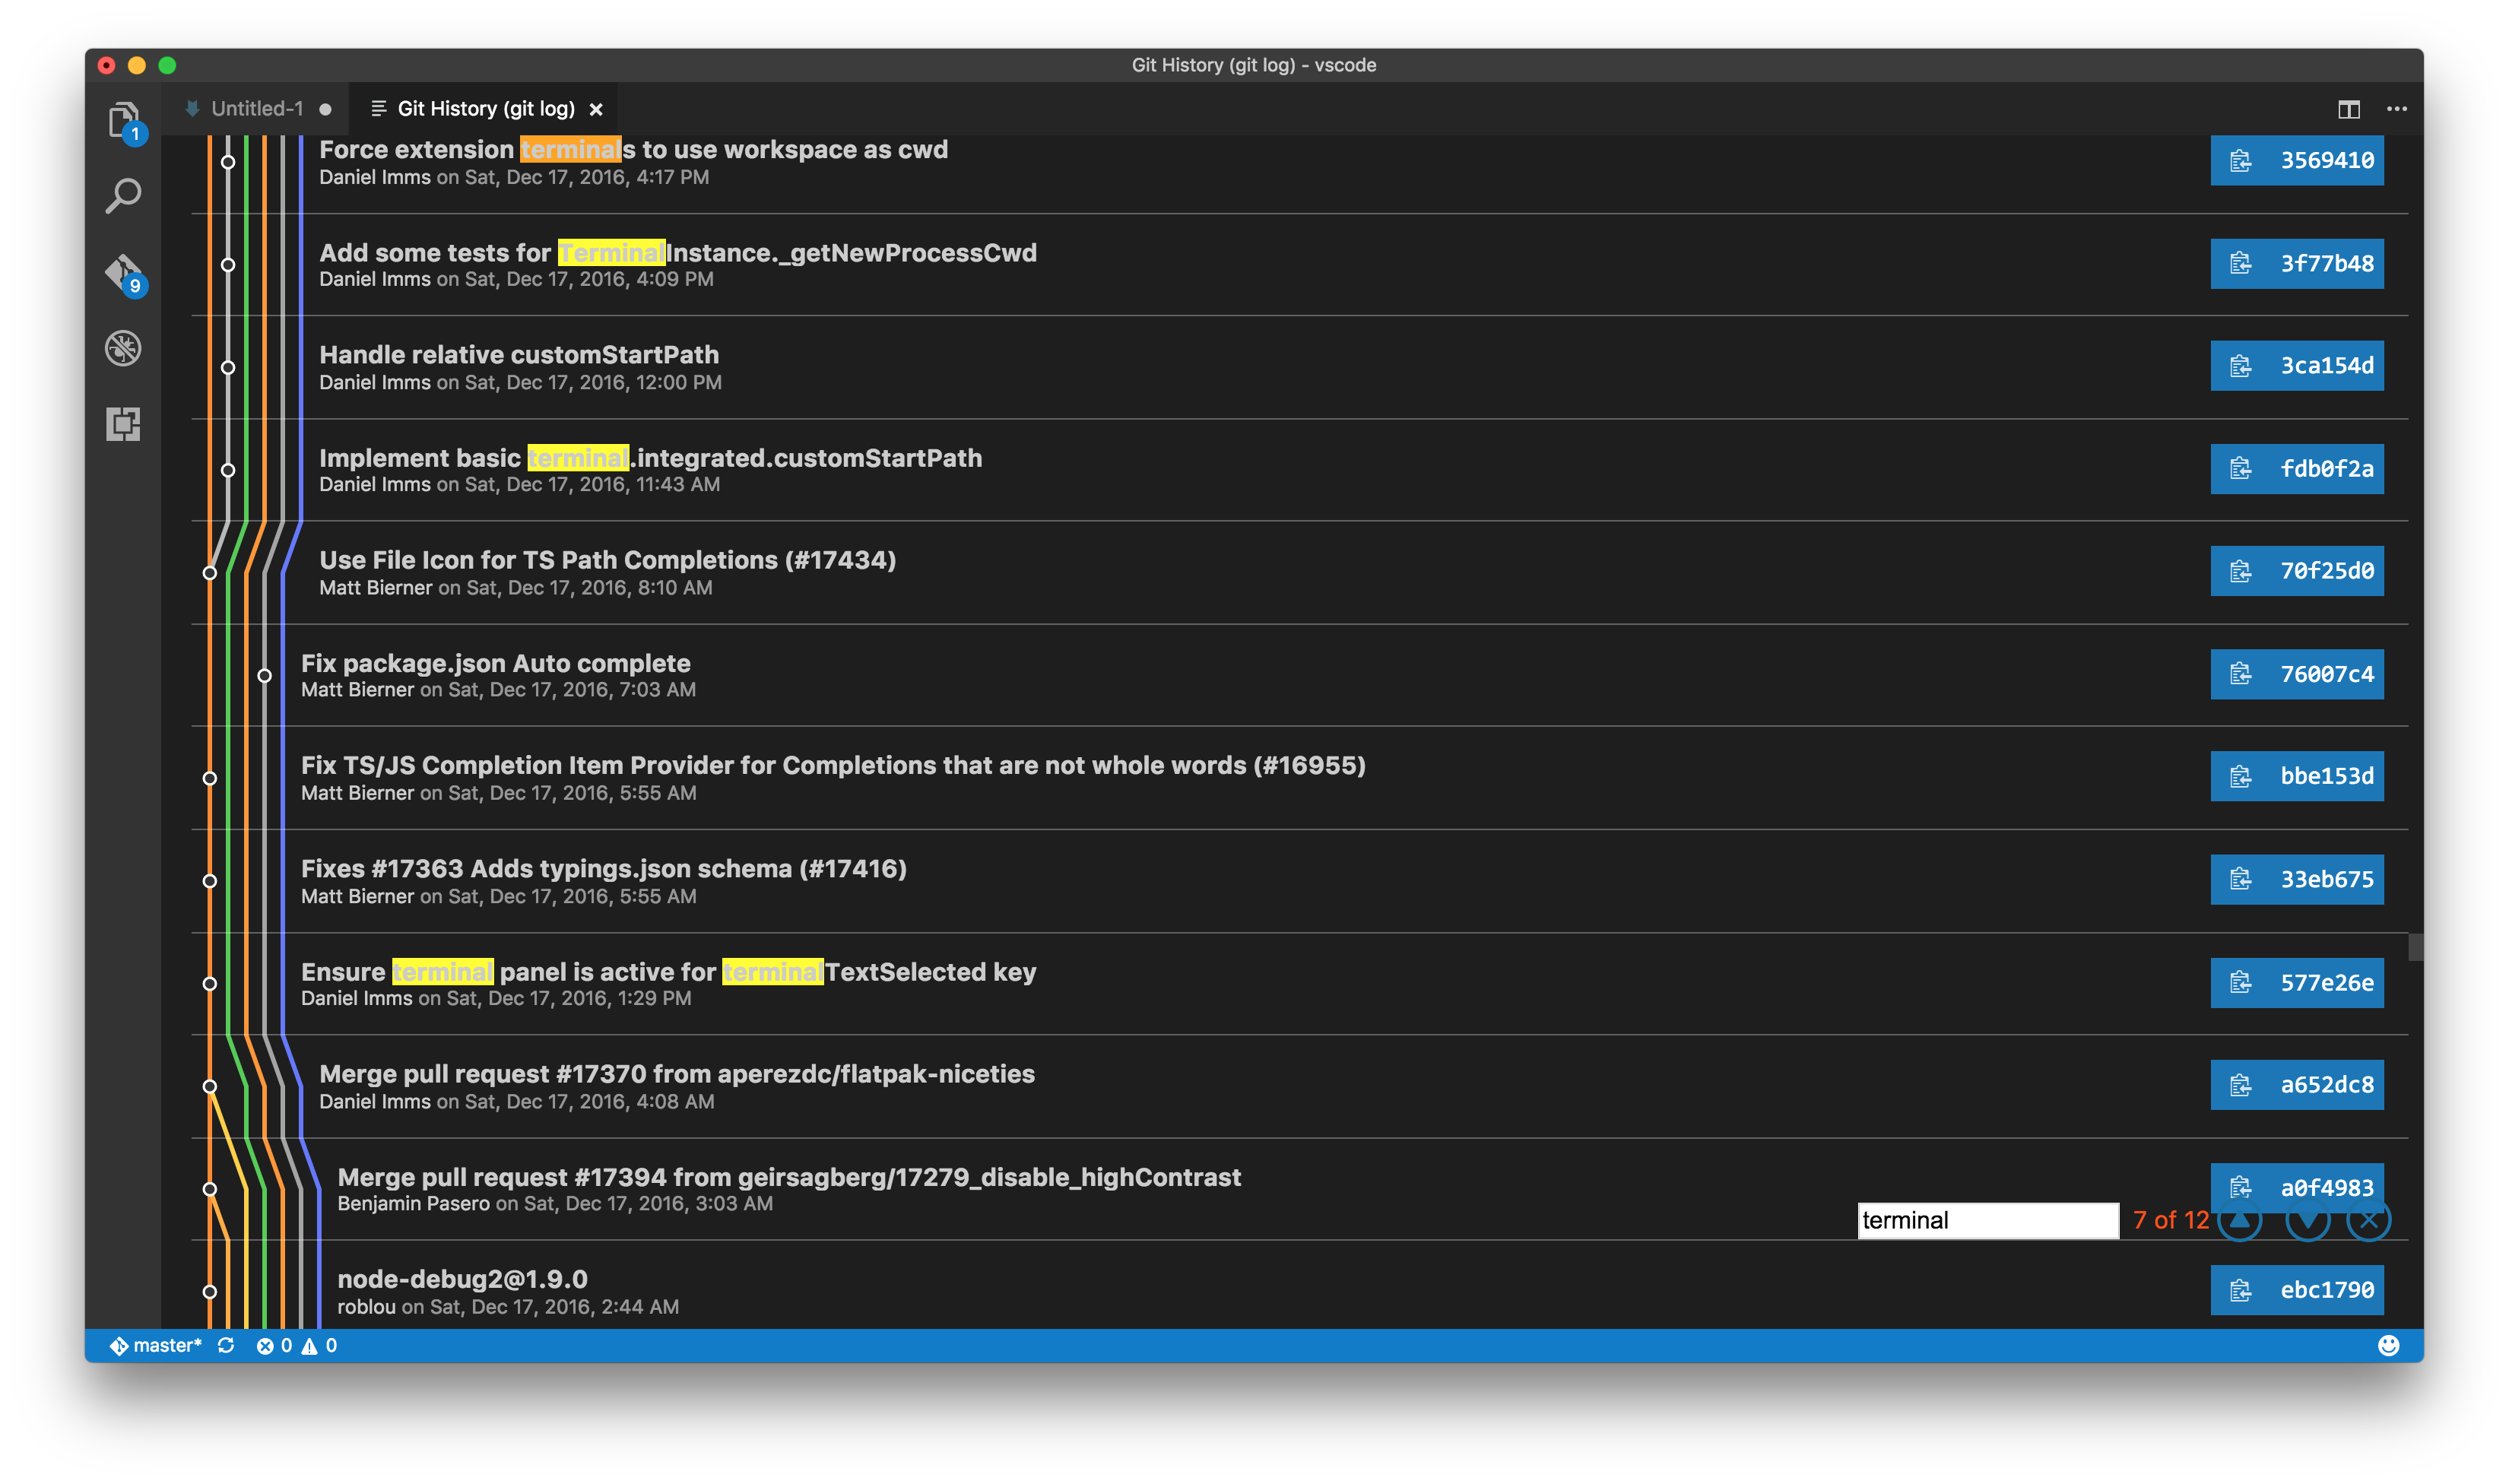 Git History (git log) - vscode
Untitled-1
Git History (git log)
1
9
Force extension terminals to use workspace as cwd
Daniel Imms on Sat, Dec 17, 2016, 4:17 PM
3569410
Add some tests for TerminalInstance._getNewProcessCwd
Daniel Imms on Sat, Dec 17, 2016, 4:09 PM
3f77b48
Handle relative customStartPath
Daniel Imms on Sat, Dec 17, 2016, 12:00 PM
3ca154d
Implement basic terminal.integrated.customStartPath
Daniel Imms on Sat, Dec 17, 2016, 11:43 AM
fdb0f2a
Use File Icon for TS Path Completions (#17434)
Matt Bierner on Sat, Dec 17, 2016, 8:10 AM
70f25d0
Fix package.json Auto complete
Matt Bierner on Sat, Dec 17, 2016, 7:03 AM
76007c4
Fix TS/JS Completion Item Provider for Completions that are not whole words (#16955)
Matt Bierner on Sat, Dec 17, 2016, 5:55 AM
bbe153d
Fixes #17363 Adds typings.json schema (#17416)
Matt Bierner on Sat, Dec 17, 2016, 5:55 AM
33eb675
Ensure terminal panel is active for terminalTextSelected key
Daniel Imms on Sat, Dec 17, 2016, 1:29 PM
577e26e
Merge pull request #17370 from aperezdc/flatpak-niceties
Daniel Imms on Sat, Dec 17, 2016, 4:08 AM
a652dc8
Merge pull request #17394 from geirsagberg/17279_disable_highContrast
Benjamin Pasero on Sat, Dec 17, 2016, 3:03 AM
a0f4983
terminal
7 of 12
node-debug2@1.9.0
roblou on Sat, Dec 17, 2016, 2:44 AM
ebc1790
master* 0 0